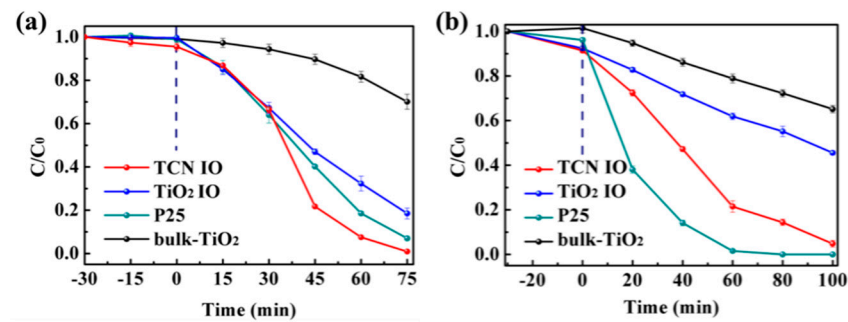 (a)
1.0
0.8
0.6
0.4
0.2
0.0
C/C0
TCN IO
TiO2 IO
P25
bulk-TiO2
-30 -15 0 15 30 45 60 75
Time (min)
(b)
1.0
0.8
0.6
0.4
0.2
0.0
C/C0
TCN IO
TiO2 IO
P25
bulk-TiO2
-20 0 20 40 60 80 100
Time (min)